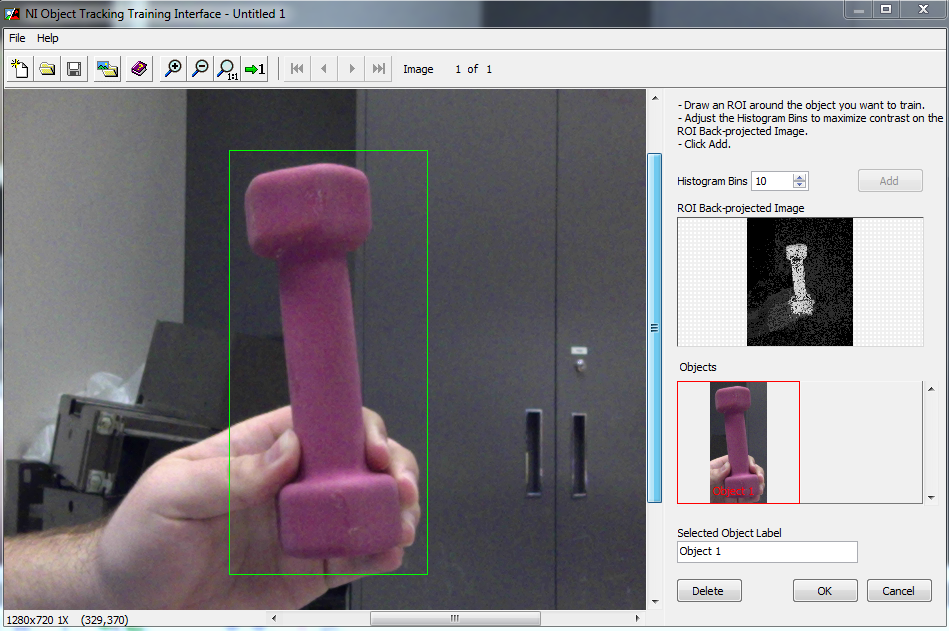 NI Object Tracking Training Interface - Untitled 1
File Help
1:1 1 Image 1 of 1
- Draw an ROI around the object you want to train.
- Adjust the Histogram Bins to maximize contrast on the
ROI Back-projected Image.
- Click Add.
Histogram Bins 10 Add
ROI Back-projected Image
Objects
Object 1
Selected Object Label
Object 1
Delete OK Cancel
1280x720 1X (329,370)